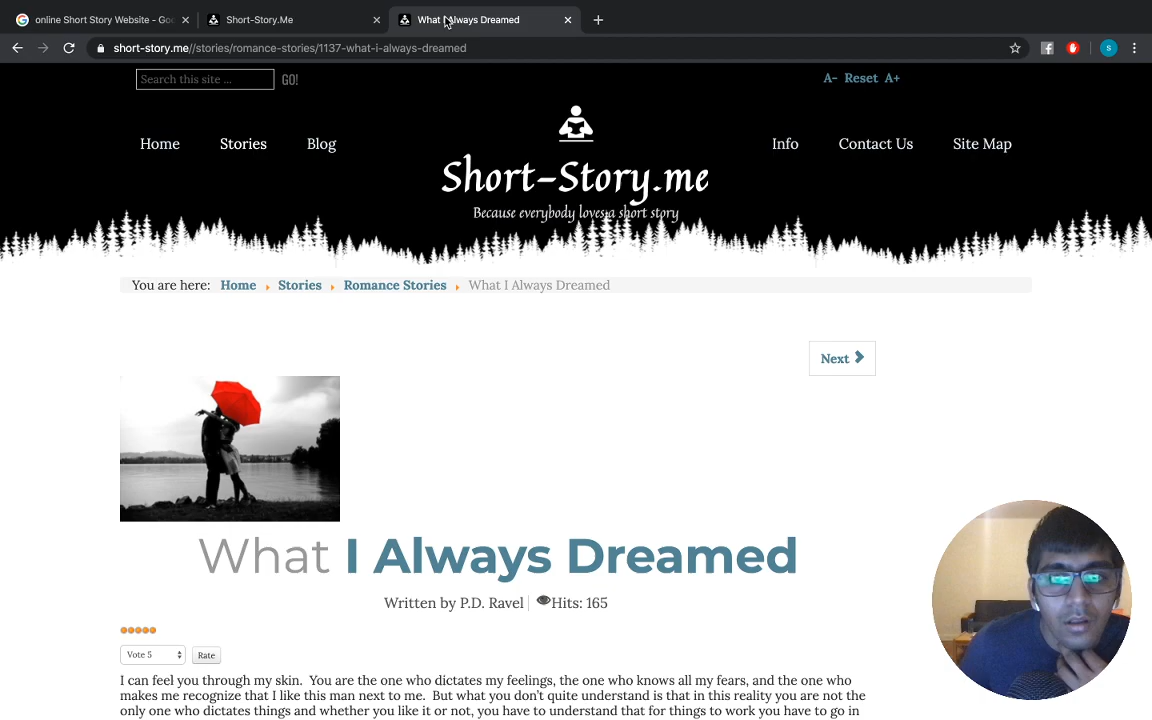 online Short Story Website - Goo
Short-Story.Me
What I Always Dreamed
short-story.me//stories/romance-stories/1137-what-i-always-dreamed
s
Search this site ...
GO!
A- Reset A+
Home
Stories
Blog
Info
Contact Us
Site Map
Short-Story.me
Because everybody loves a short story
You are here: Home Stories Romance Stories What I Always Dreamed
Next
What I Always Dreamed
Written by P.D. Ravel Hits: 165
Vote 5
Rate
I can feel you through my skin. You are the one who dictates my feelings, the one who knows all my fears, and the one who
makes me recognize that I like this man next to me. But what you don't quite understand is that in this reality you are not the
only one who dictates things and whether you like it or not, you have to understand that for things to work you have to go in